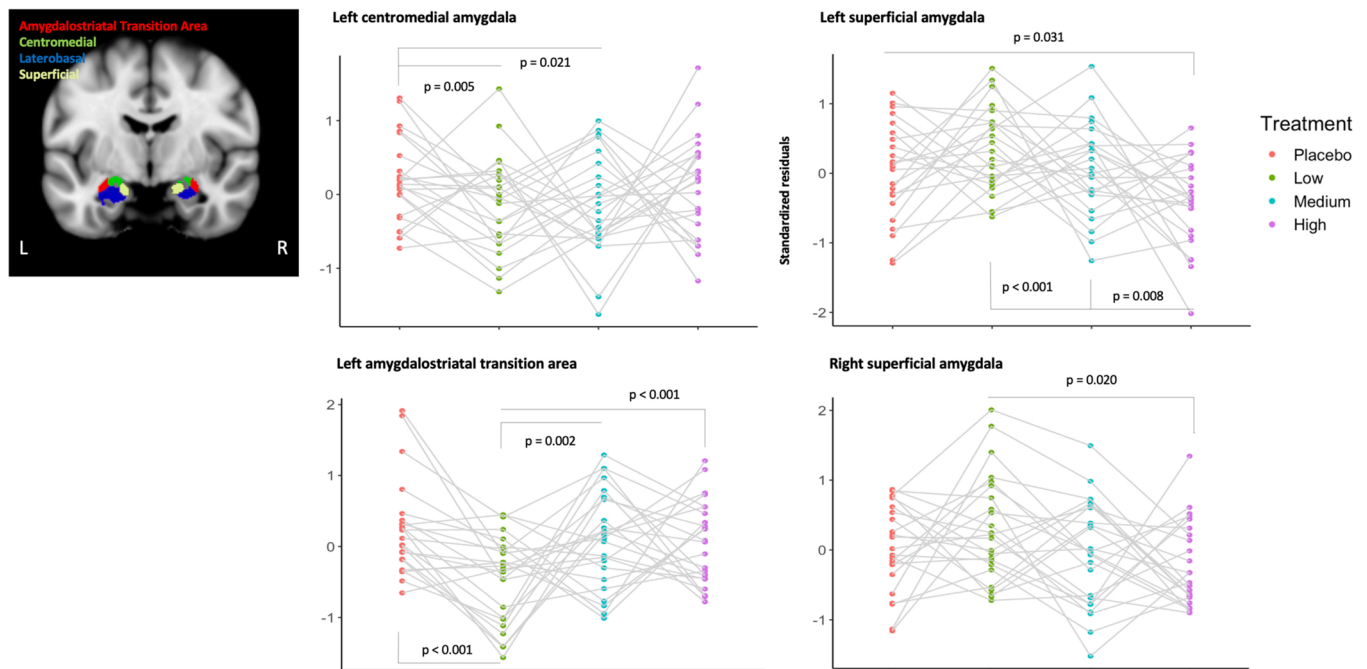 Amygdalostriatal Transition Area
Centromedial
Laterobasal
Superficial
L
R
Left centromedial amygdala
p = 0.021
p = 0.005
1
0
-1
Left superficial amygdala
p = 0.031
1
0
-1
-2
Standardized residuals
p < 0.001
p = 0.008
Treatment
Placebo
Low
Medium
High
Left amygdalostriatal transition area
p < 0.001
p = 0.002
2
1
0
-1
p < 0.001
Right superficial amygdala
p = 0.020
2
1
0
-1